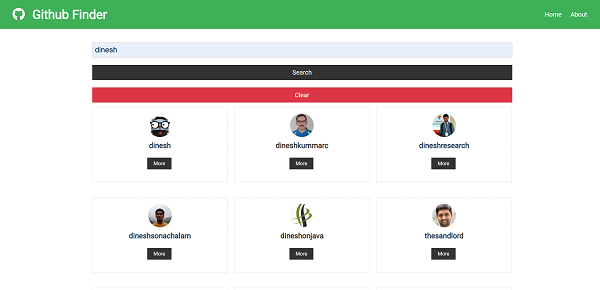 Github Finder Home About
dinesh
Search
Clear
dinesh dineshkummarc dineshresearch
More More More
dineshsonachalam dineshonjava thesandlord
More More More